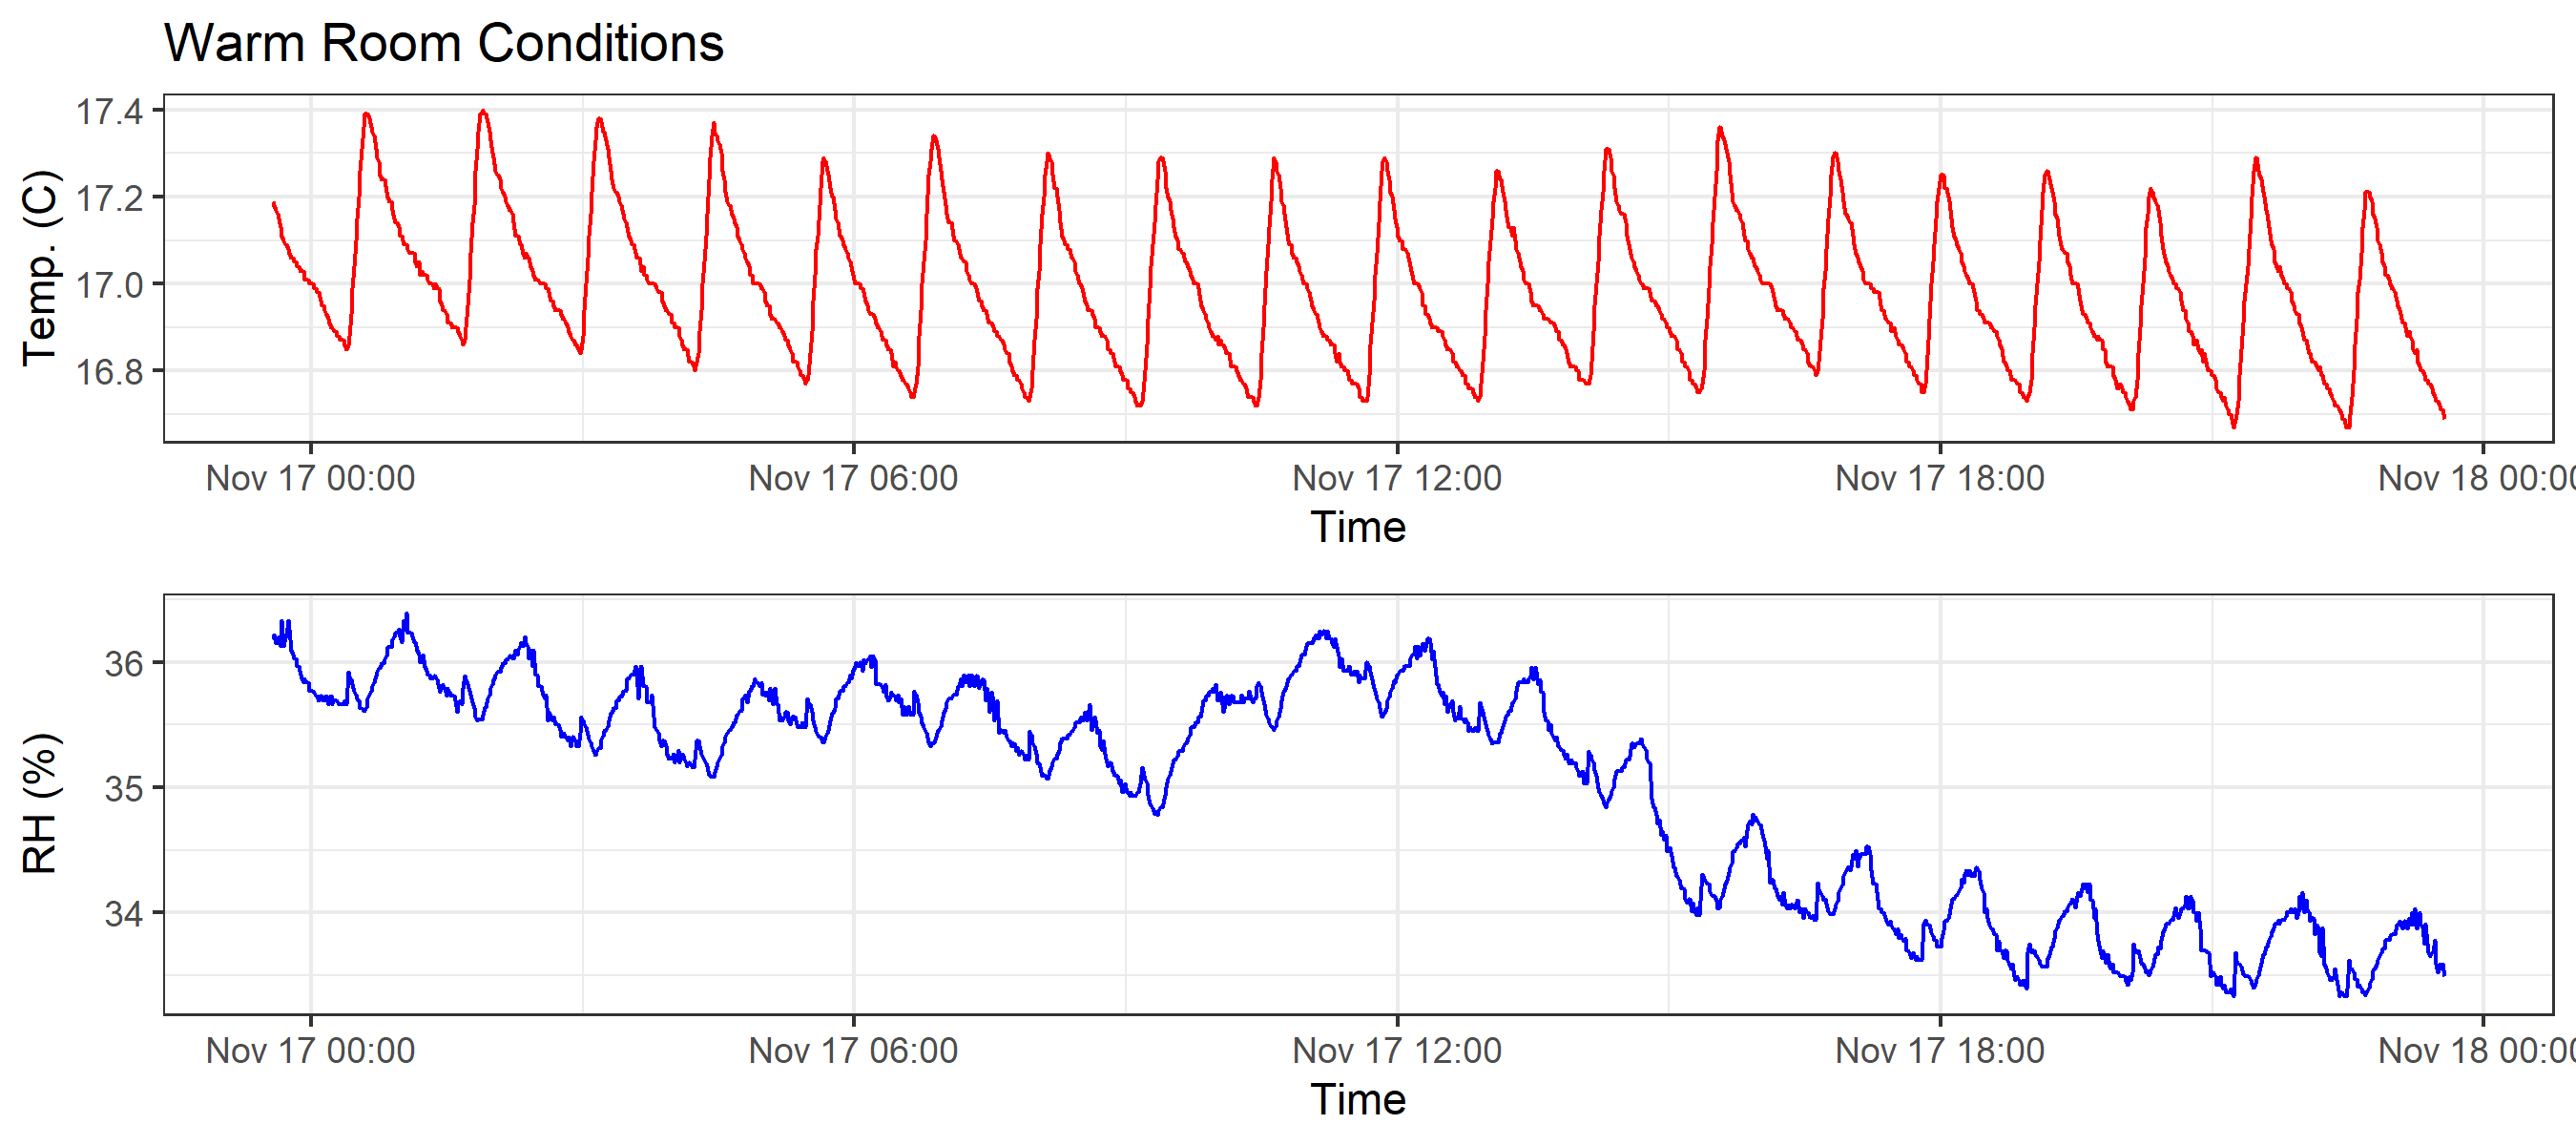 Warm Room Conditions
Temp. (C)
17.4
17.2
17.0
16.8
Nov 17 00:00
Nov 17 06:00
Nov 17 12:00
Nov 17 18:00
Nov 18 00:00
Time
RH (%)
36
35
34
Nov 17 00:00
Nov 17 06:00
Nov 17 12:00
Nov 17 18:00
Nov 18 00:00
Time